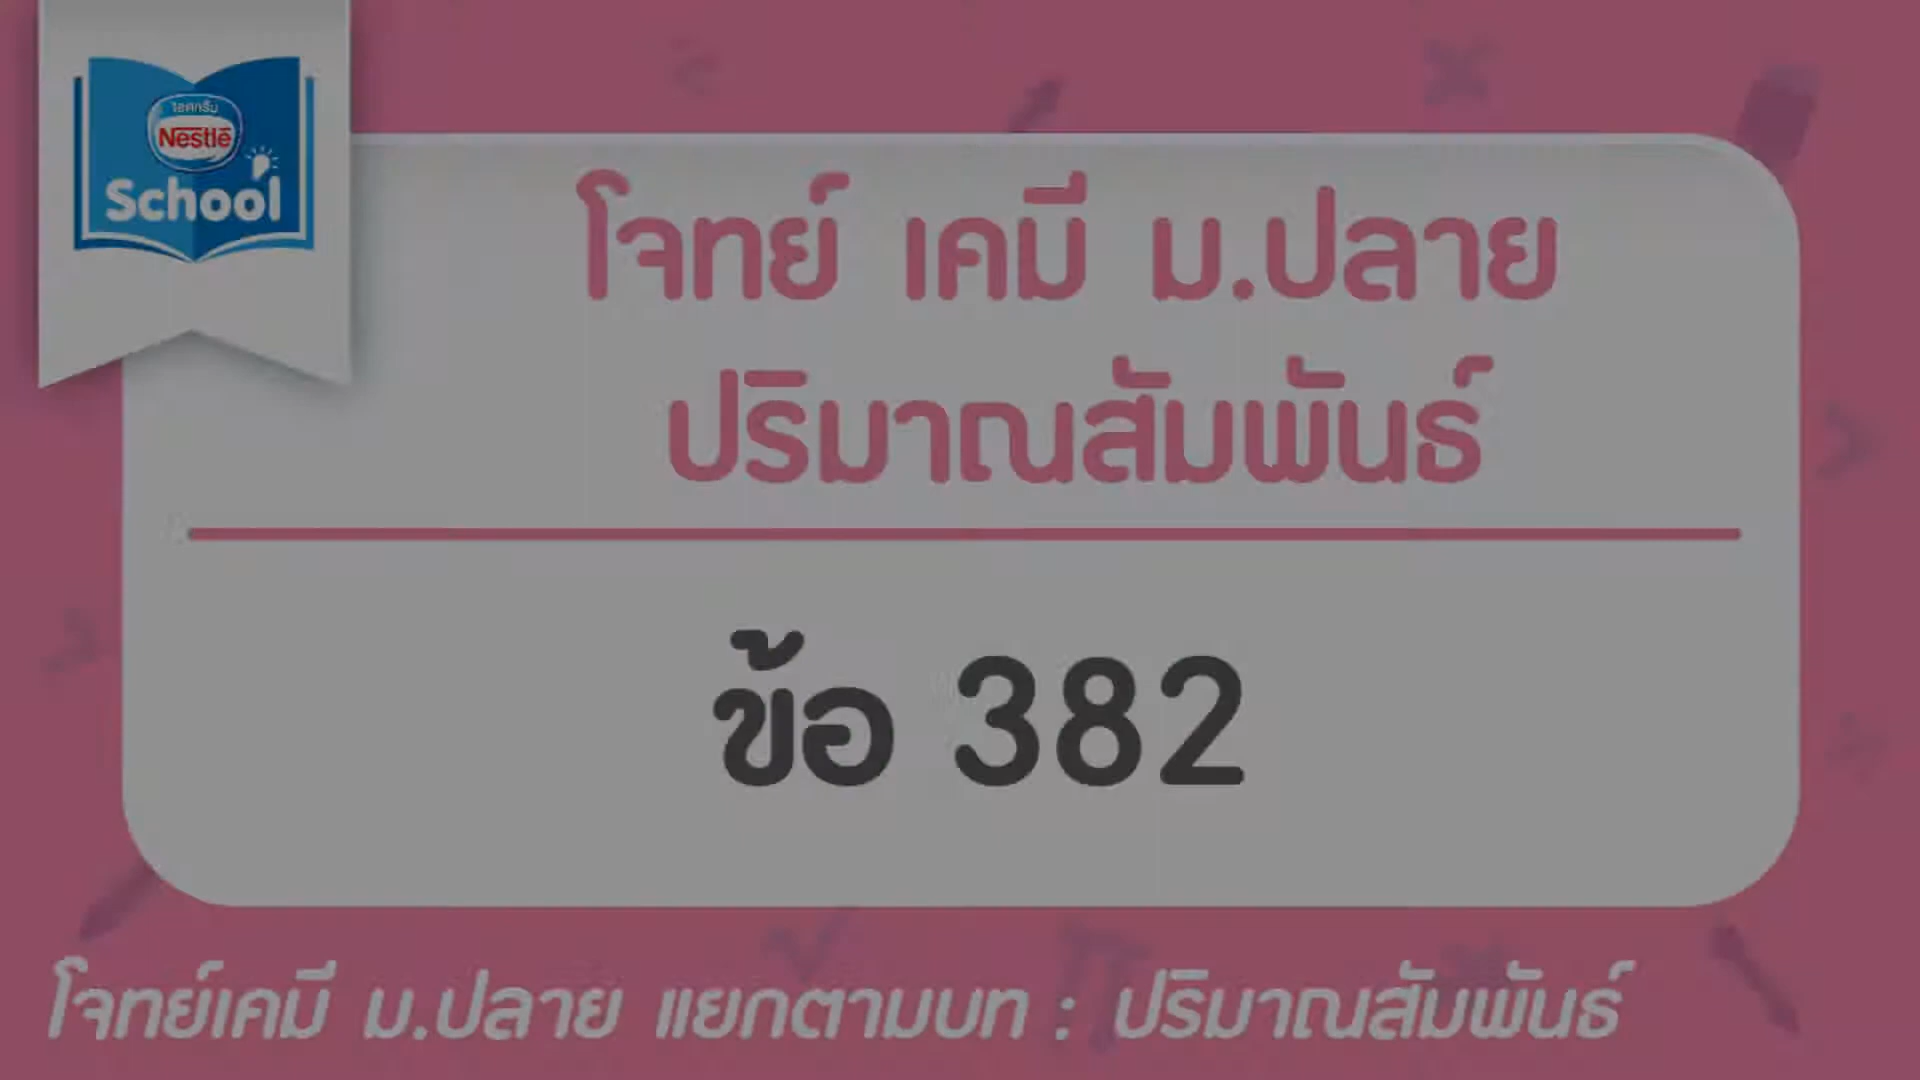 ไอศกรีม
Nestlē
School
โจทย์ เคมี ม.ปลาย
ปริมาณสัมพันธ์
ข้อ 382
โจทย์เคมี ม.ปลาย แยกตามบท : ปริมาณสัมพันธ์